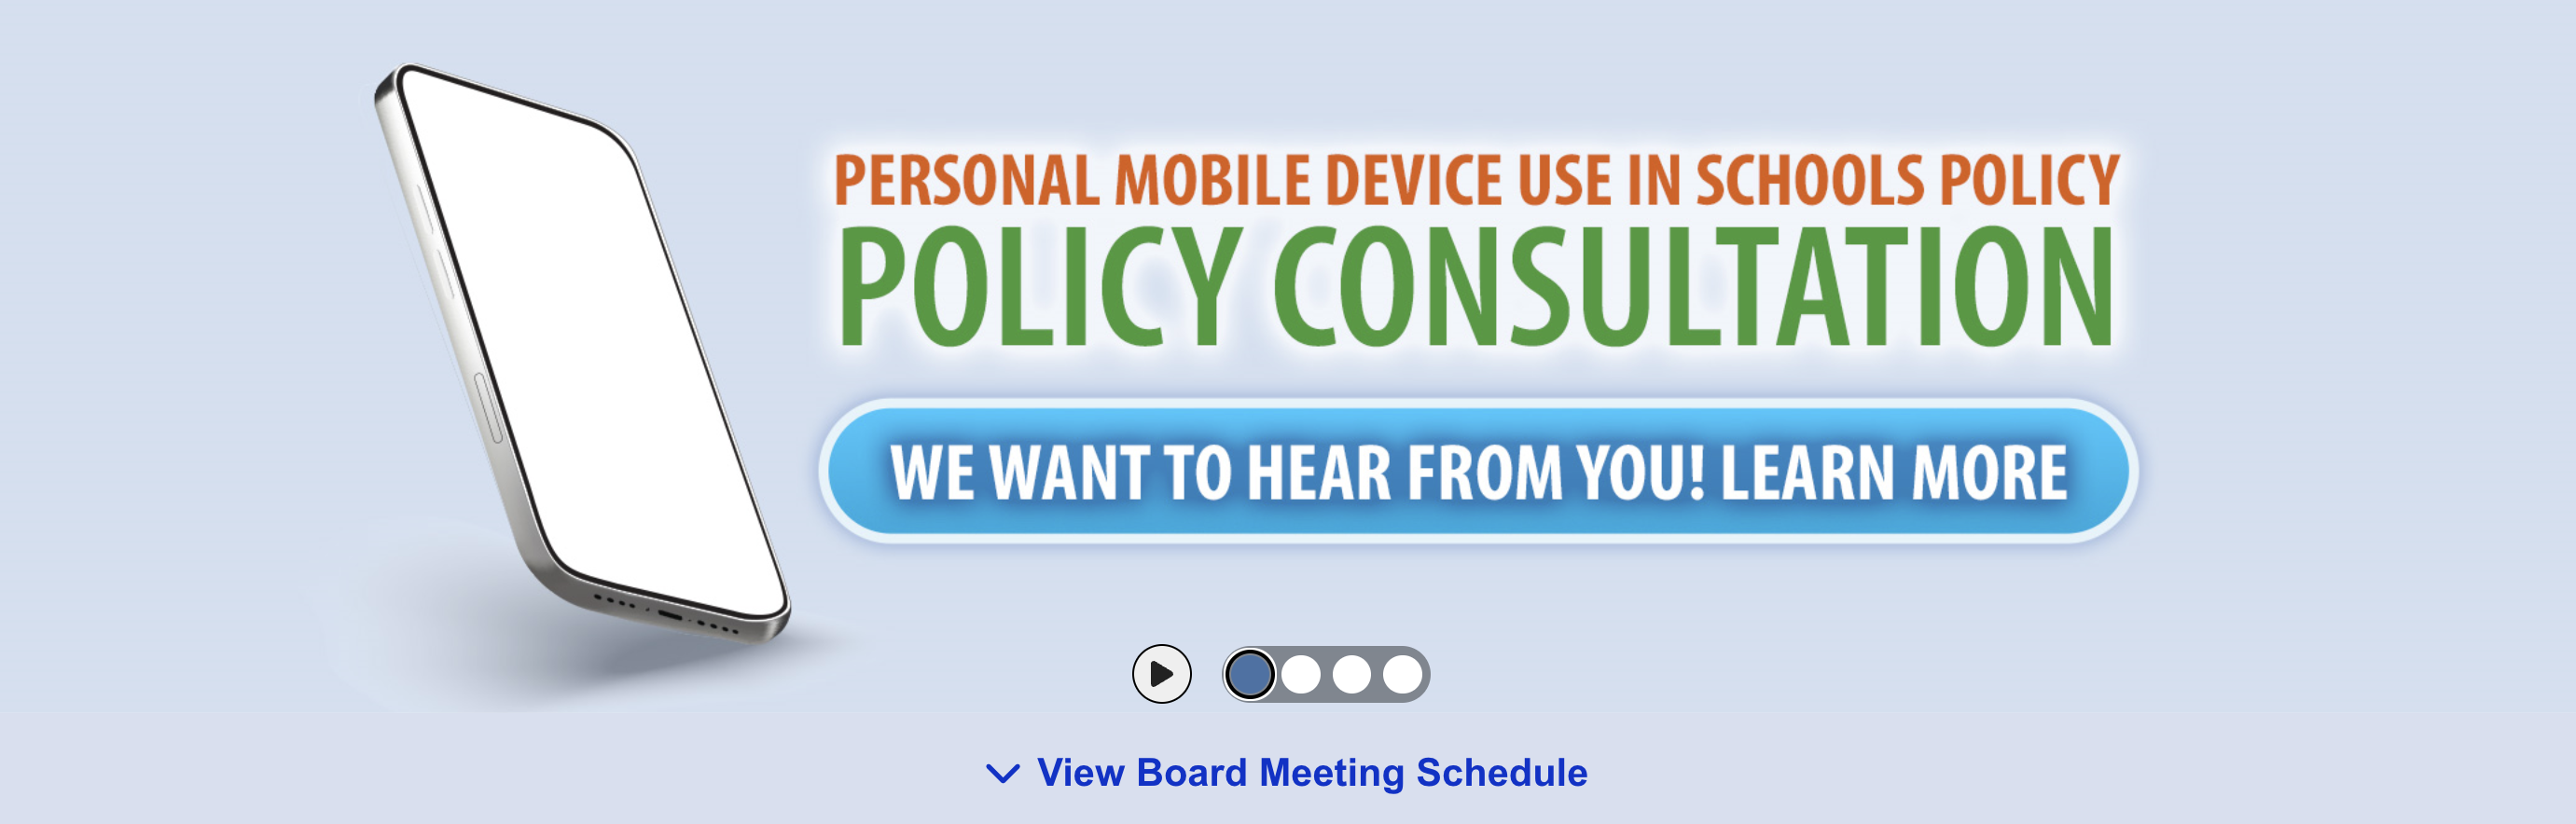 PERSONAL MOBILE DEVICE USE IN SCHOOLS POLICY
POLICY CONSULTATION
WE WANT TO HEAR FROM YOU! LEARN MORE
View Board Meeting Schedule